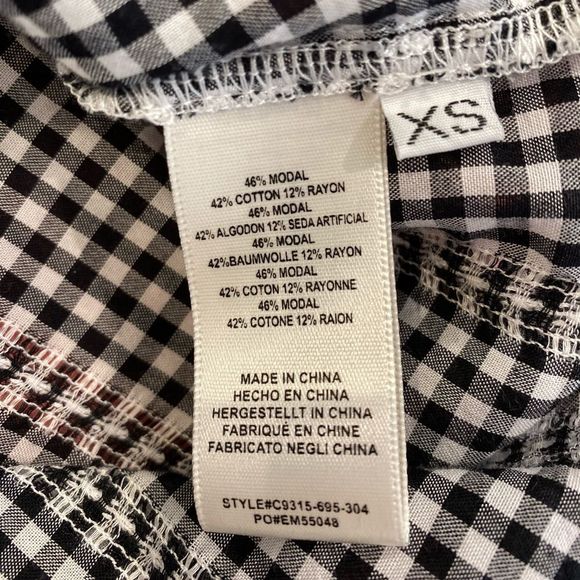 XS
46% MODAL
42% COTTON 12% RAYON
46% MODAL
42% ALGODON 12% SEDA ARTIFICIAL
46% MODAL
42%BAUMWOLLE 12% RAYON
46% MODAL
42% COTON 12% RAYONNE
46% MODAL
42% COTONE 12% RAION
MADE IN CHINA
HECHO EN CHINA
HERGESTELLT IN CHINA
FABRIQUÉ EN CHINE
FABRICATO NEGLI CHINA
STYLE#C9315-695-304
PO#EM55048